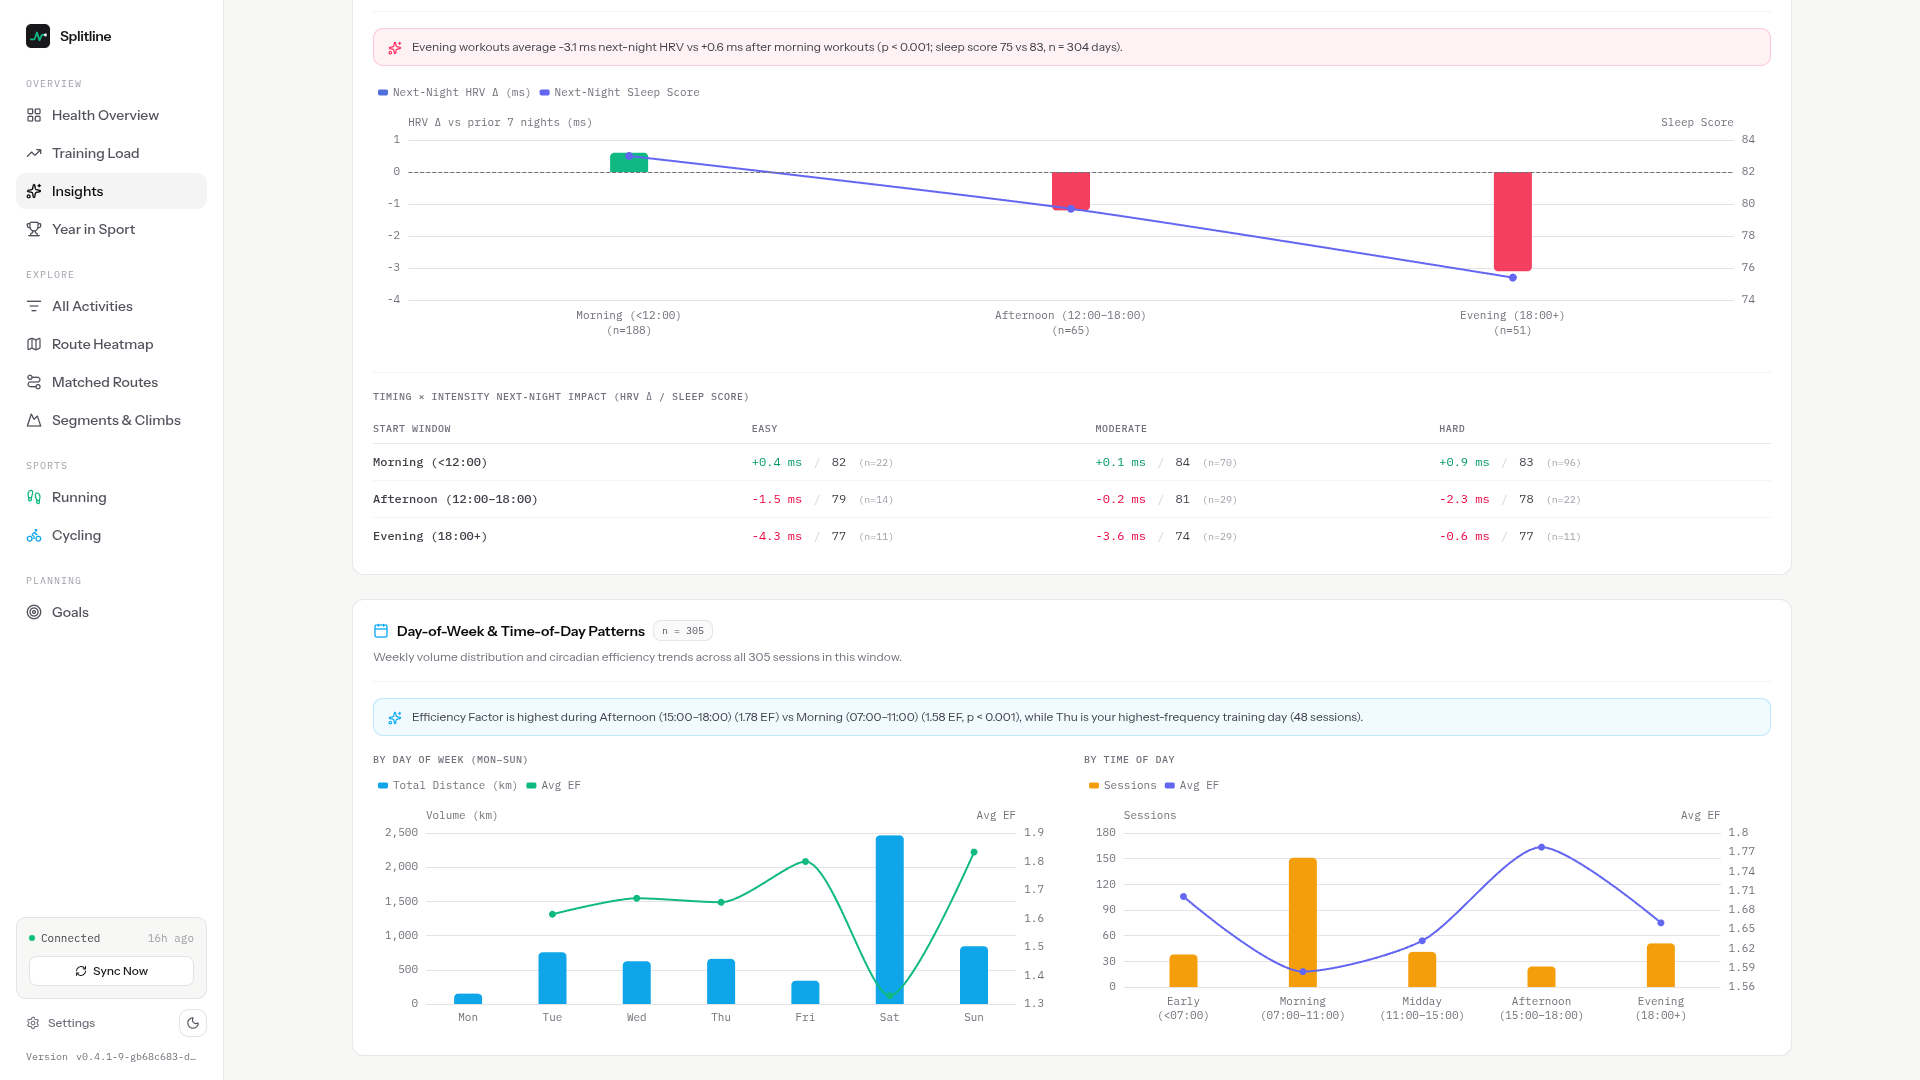 Splitline
OVERVIEW
Health Overview
Training Load
Insights
Year in Sport
EXPLORE
All Activities
Route Heatmap
Matched Routes
Segments & Climbs
SPORTS
Running
Cycling
PLANNING
Goals
Connected 16h ago
Sync Now
Settings
Version v0.4.1-9-gb68c683-d…
Evening workouts average -3.1 ms next-night HRV vs +0.6 ms after morning workouts (p < 0.001; sleep score 75 vs 83, n = 304 days).
Next-Night HRV Δ (ms) Next-Night Sleep Score
HRV Δ vs prior 7 nights (ms) Sleep Score
1 84
0 82
-1 80
-2 78
-3 76
-4 74
Morning (<12:00) Afternoon (12:00–18:00) Evening (18:00+)
(n=188) (n=65) (n=51)
TIMING × INTENSITY NEXT-NIGHT IMPACT (HRV Δ / SLEEP SCORE)
START WINDOW EASY MODERATE HARD
Morning (<12:00) +0.4 ms / 82 (n=22) +0.1 ms / 84 (n=70) +0.9 ms / 83 (n=96)
Afternoon (12:00–18:00) -1.5 ms / 79 (n=14) -0.2 ms / 81 (n=29) -2.3 ms / 78 (n=22)
Evening (18:00+) -4.3 ms / 77 (n=11) -3.6 ms / 74 (n=29) -0.6 ms / 77 (n=11)
Day-of-Week & Time-of-Day Patterns n = 305
Weekly volume distribution and circadian efficiency trends across all 305 sessions in this window.
Efficiency Factor is highest during Afternoon (15:00–18:00) (1.78 EF) vs Morning (07:00–11:00) (1.58 EF, p < 0.001), while Thu is your highest-frequency training day (48 sessions).
BY DAY OF WEEK (MON–SUN)
Total Distance (km) Avg EF
Volume (km) Avg EF
2,500 1.9
2,000 1.8
1,500 1.7
1,000 1.6
500 1.5
0 1.4
1.3
Mon Tue Wed Thu Fri Sat Sun
BY TIME OF DAY
Sessions Avg EF
Sessions Avg EF
180 1.8
150 1.77
120 1.74
90 1.71
60 1.68
30 1.65
0 1.62
1.59
1.56
Early Morning Midday Afternoon Evening
(<07:00) (07:00–11:00) (11:00–15:00) (15:00–18:00) (18:00+)